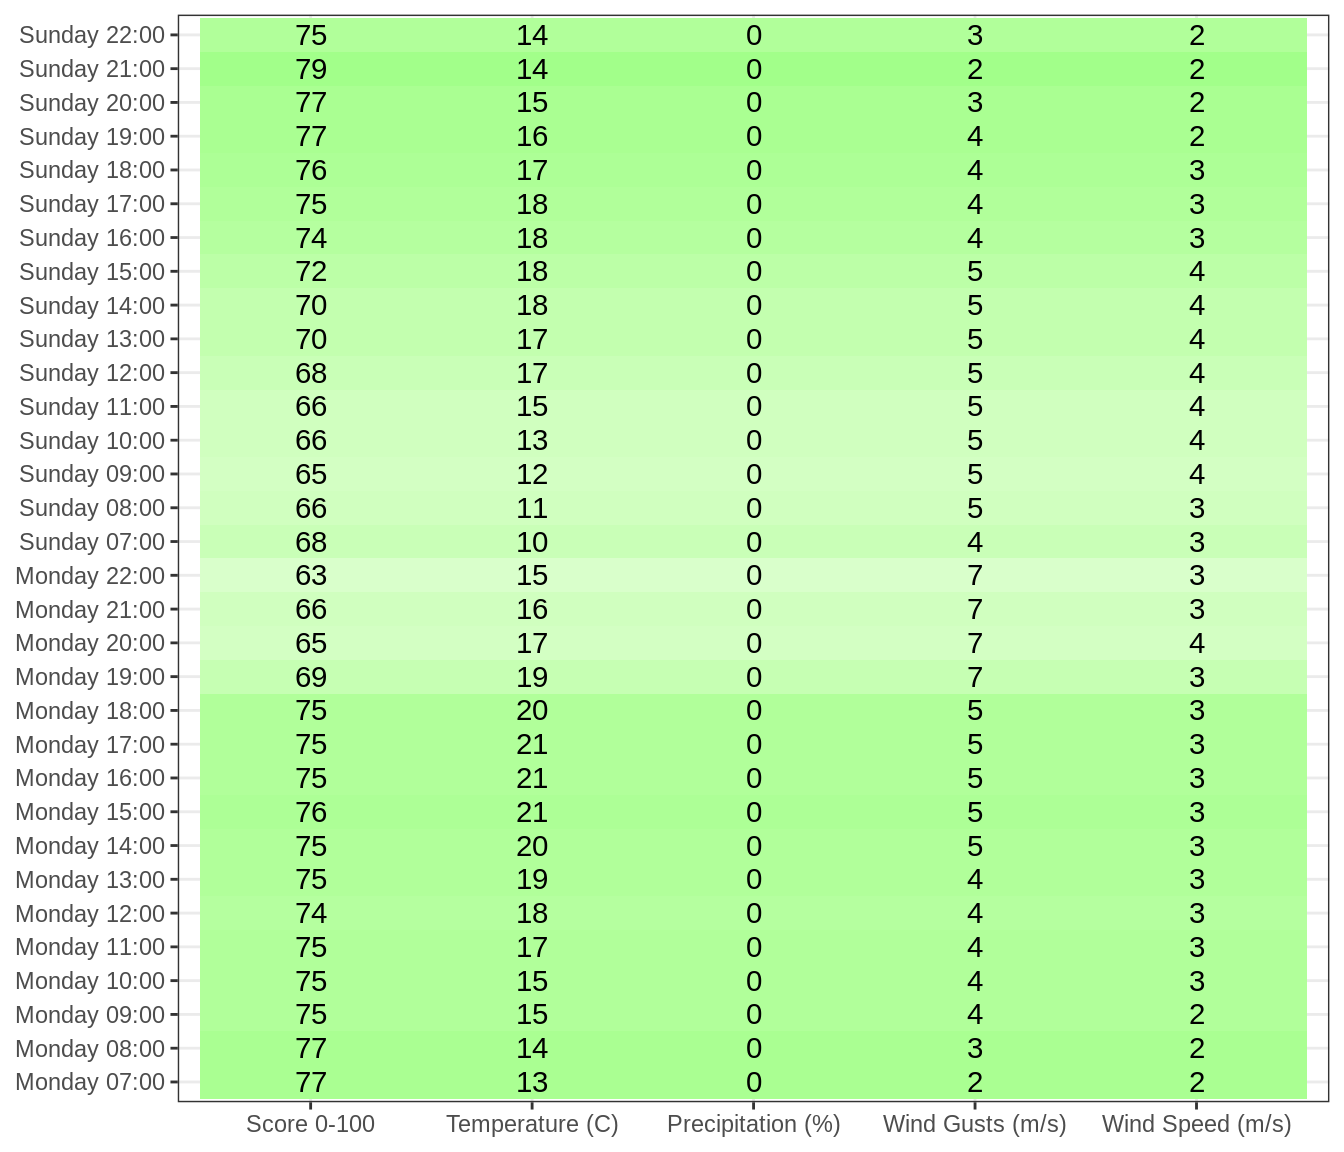 Sunday 22:00 75 14 0 3 2
Sunday 21:00 79 14 0 2 2
Sunday 20:00 77 15 0 3 2
Sunday 19:00 77 16 0 4 2
Sunday 18:00 76 17 0 4 3
Sunday 17:00 75 18 0 4 3
Sunday 16:00 74 18 0 4 3
Sunday 15:00 72 18 0 5 4
Sunday 14:00 70 18 0 5 4
Sunday 13:00 70 17 0 5 4
Sunday 12:00 68 17 0 5 4
Sunday 11:00 66 15 0 5 4
Sunday 10:00 66 13 0 5 4
Sunday 09:00 65 12 0 5 4
Sunday 08:00 66 11 0 5 3
Sunday 07:00 68 10 0 4 3
Monday 22:00 63 15 0 7 3
Monday 21:00 66 16 0 7 3
Monday 20:00 65 17 0 7 4
Monday 19:00 69 19 0 7 3
Monday 18:00 75 20 0 5 3
Monday 17:00 75 21 0 5 3
Monday 16:00 75 21 0 5 3
Monday 15:00 76 21 0 5 3
Monday 14:00 75 20 0 5 3
Monday 13:00 75 19 0 4 3
Monday 12:00 74 18 0 4 3
Monday 11:00 75 17 0 4 3
Monday 10:00 75 15 0 4 3
Monday 09:00 75 15 0 4 2
Monday 08:00 77 14 0 3 2
Monday 07:00 77 13 0 2 2
Score 0-100 Temperature (C) Precipitation (%) Wind Gusts (m/s) Wind Speed (m/s)